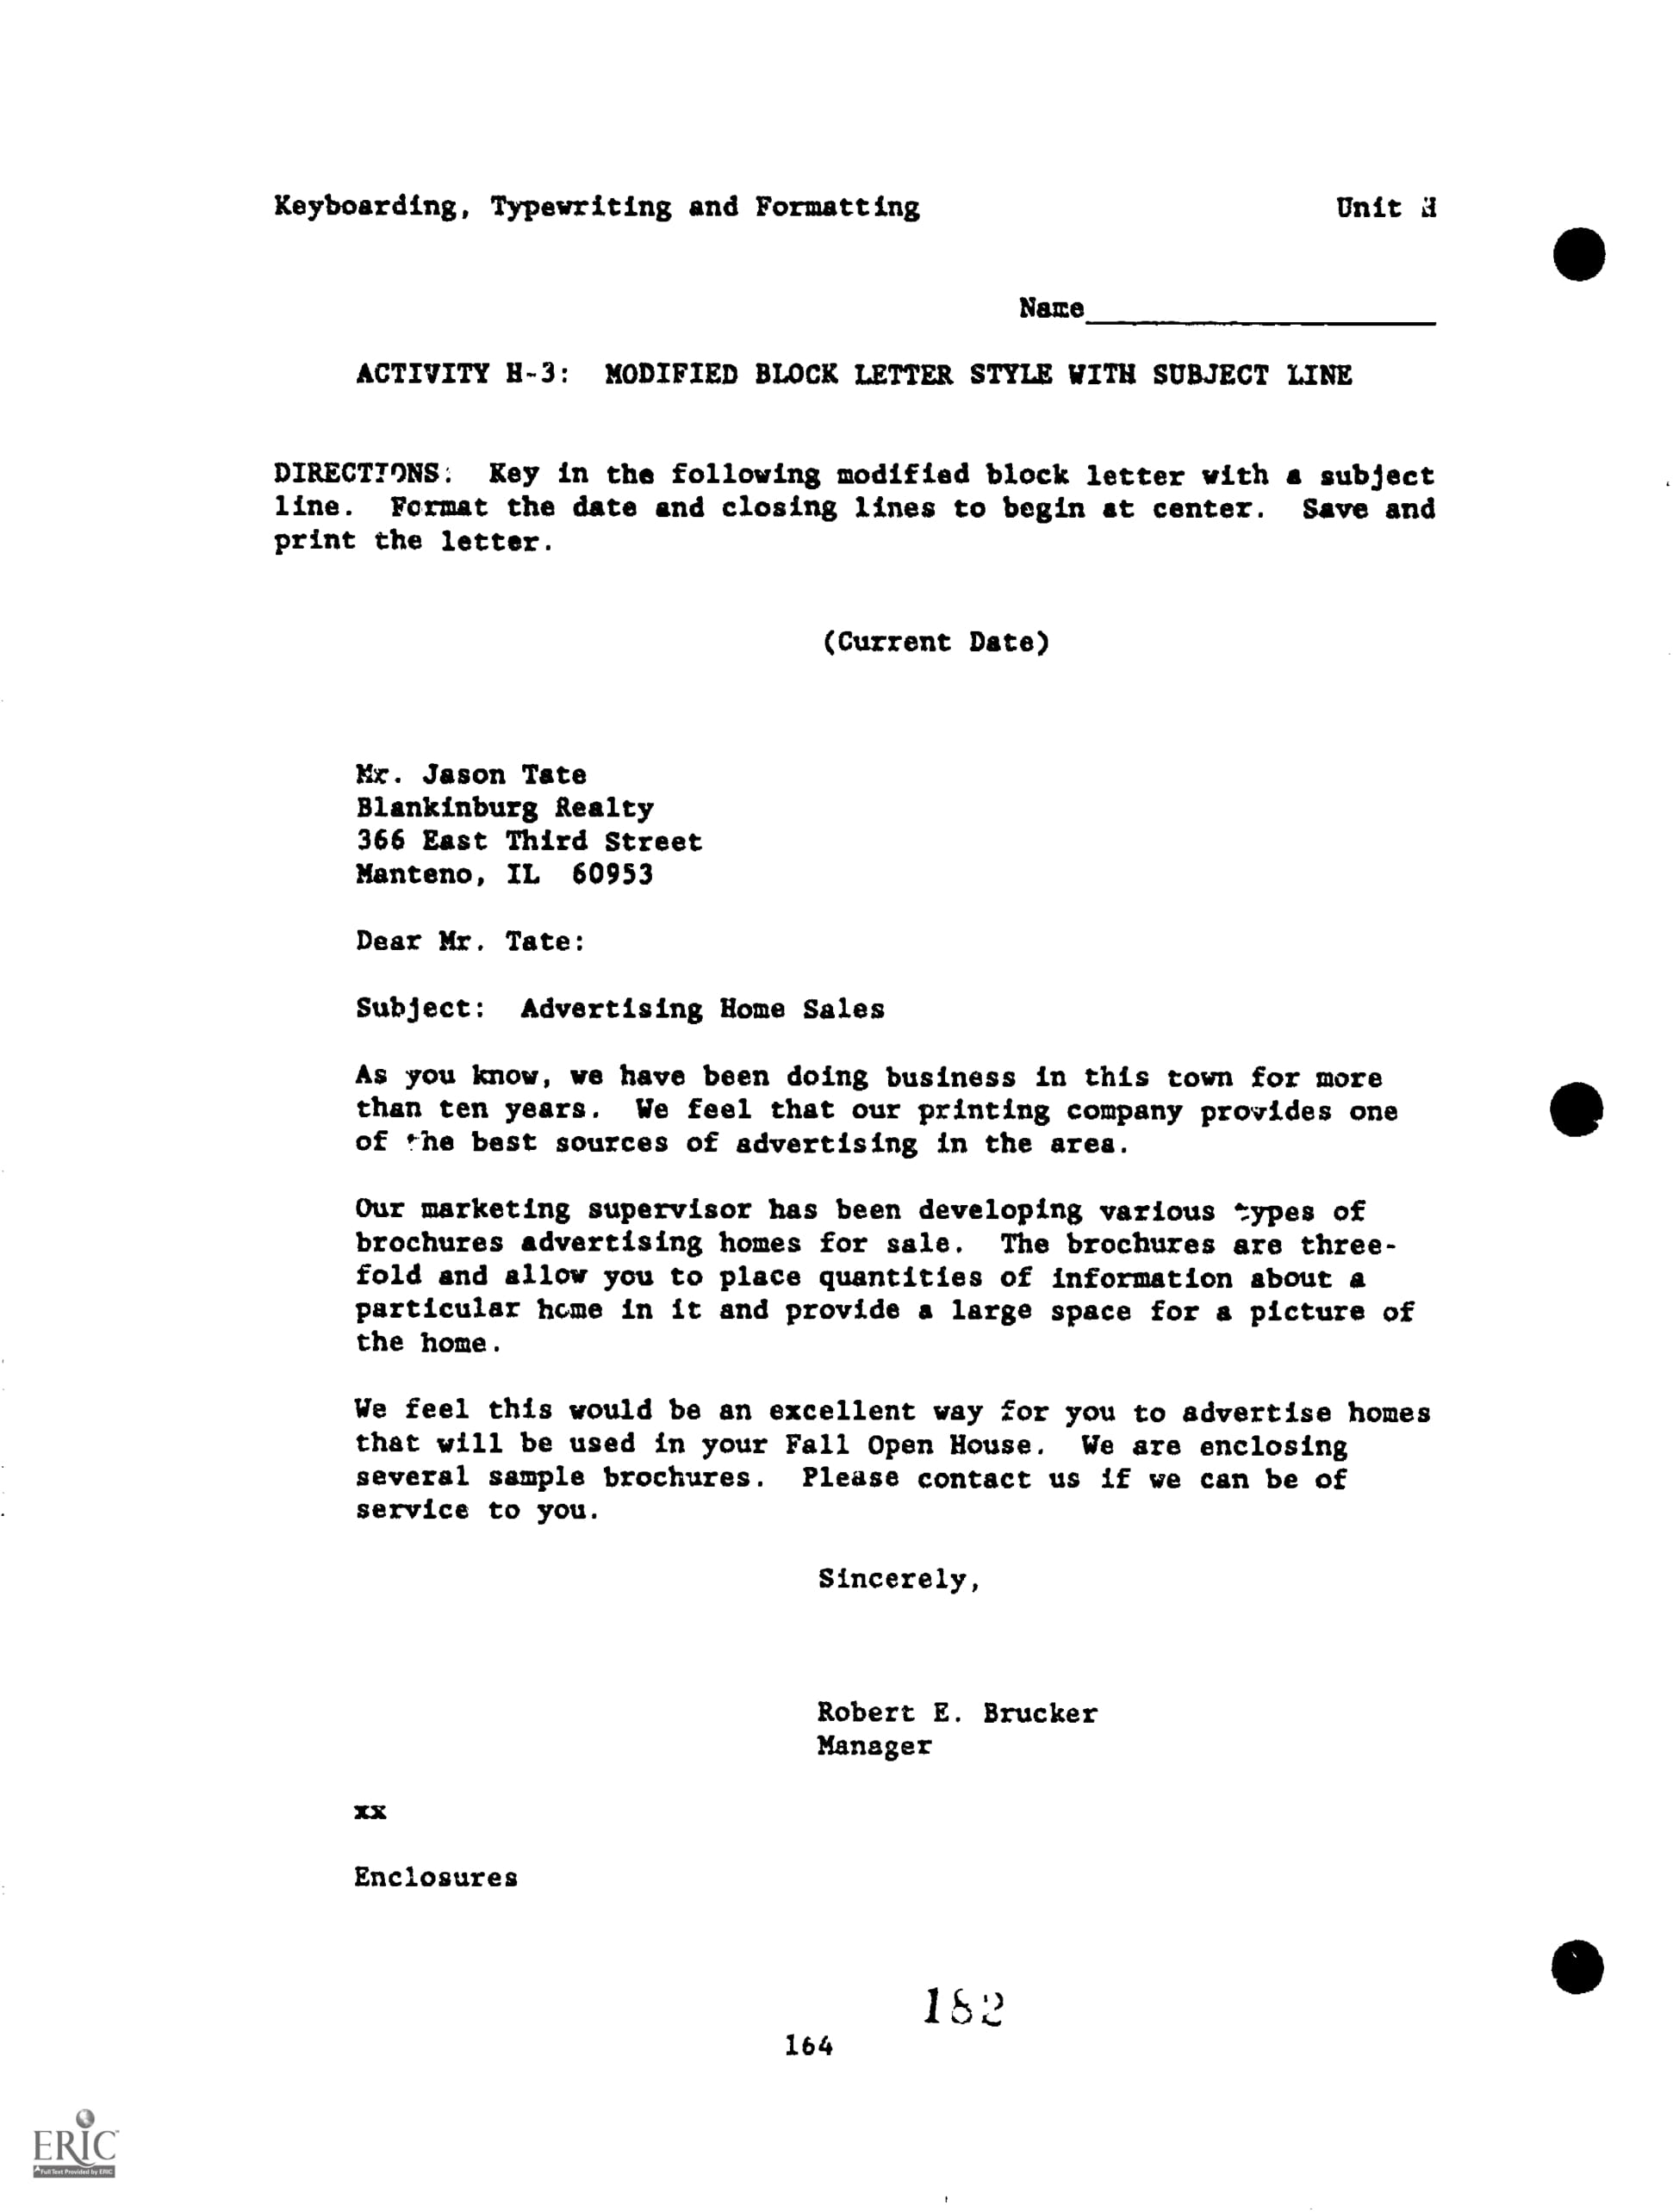 Keyboarding, Typewriting and Formatting Unit H
Name
ACTIVITY H-3: MODIFIED BLOCK LETTER STYLE WITH SUBJECT LINE
DIRECTIONS: Key in the following modified block letter with a subject
line. Format the date and closing lines to begin at center. Save and
print the letter.
(Current Date)
Mr. Jason Tate
Blankinburg Realty
366 East Third Street
Manteno, IL 60953
Dear Mr. Tate:
Subject: Advertising Home Sales
As you know, we have been doing business in this town for more
than ten years. We feel that our printing company provides one
of the best sources of advertising in the area.
Our marketing supervisor has been developing various types of
brochures advertising homes for sale. The brochures are three-
fold and allow you to place quantities of information about a
particular home in it and provide a large space for a picture of
the home.
We feel this would be an excellent way for you to advertise homes
that will be used in your Fall Open House. We are enclosing
several sample brochures. Please contact us if we can be of
service to you.
Sincerely,
Robert E. Brucker
Manager
xx
Enclosures
182
164
ERIC
Full Text Provided by ERIC